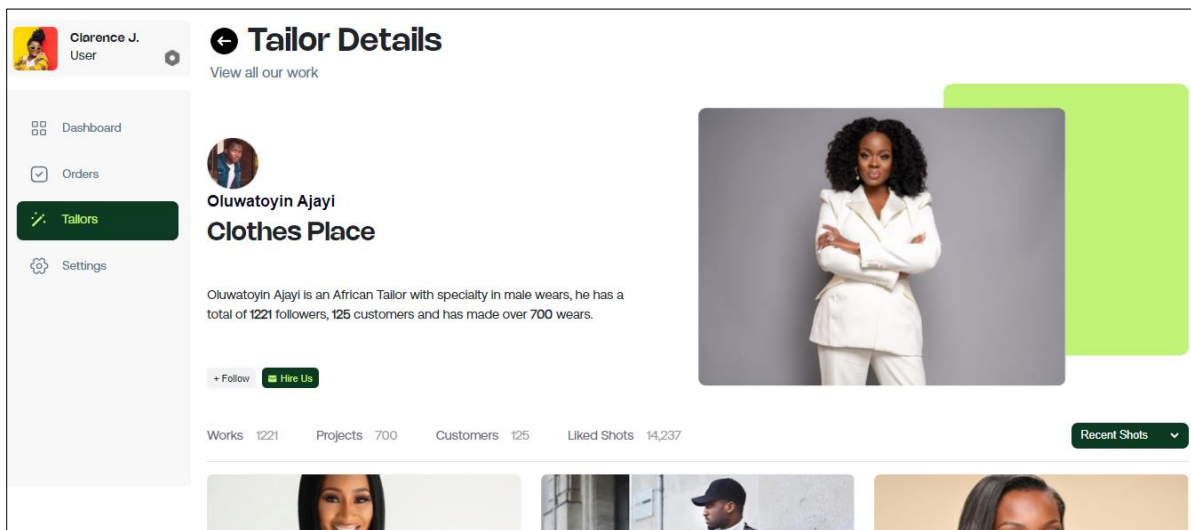 Clarence J.
User
Dashboard
Orders
Tailors
Settings
Tailor Details
View all our work
Oluwatoyin Ajayi
Clothes Place
Oluwatoyin Ajayi is an African Tailor with specialty in male wears, he has a
total of 1221 followers, 125 customers and has made over 700 wears.
+ Follow
Hire Us
Works 1221 Projects 700 Customers 125 Liked Shots 14,237
Recent Shots